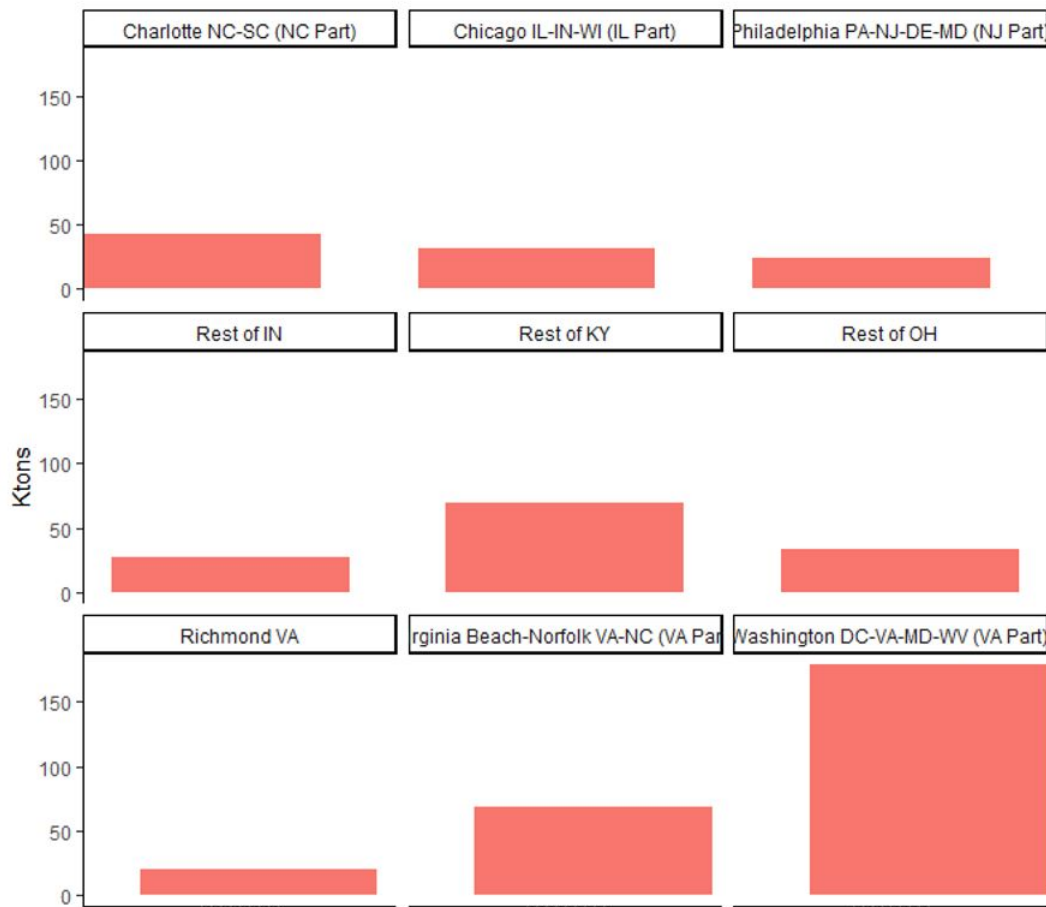 Charlotte NC-SC (NC Part)
Chicago IL-IN-WI (IL Part)
Philadelphia PA-NJ-DE-MD (NJ Part)
150
100
50
0
Rest of IN
Rest of KY
Rest of OH
Ktons
150
100
50
0
Richmond VA
rginia Beach-Norfolk VA-NC (VA Par
Washington DC-VA-MD-WV (VA Part)
150
100
50
0